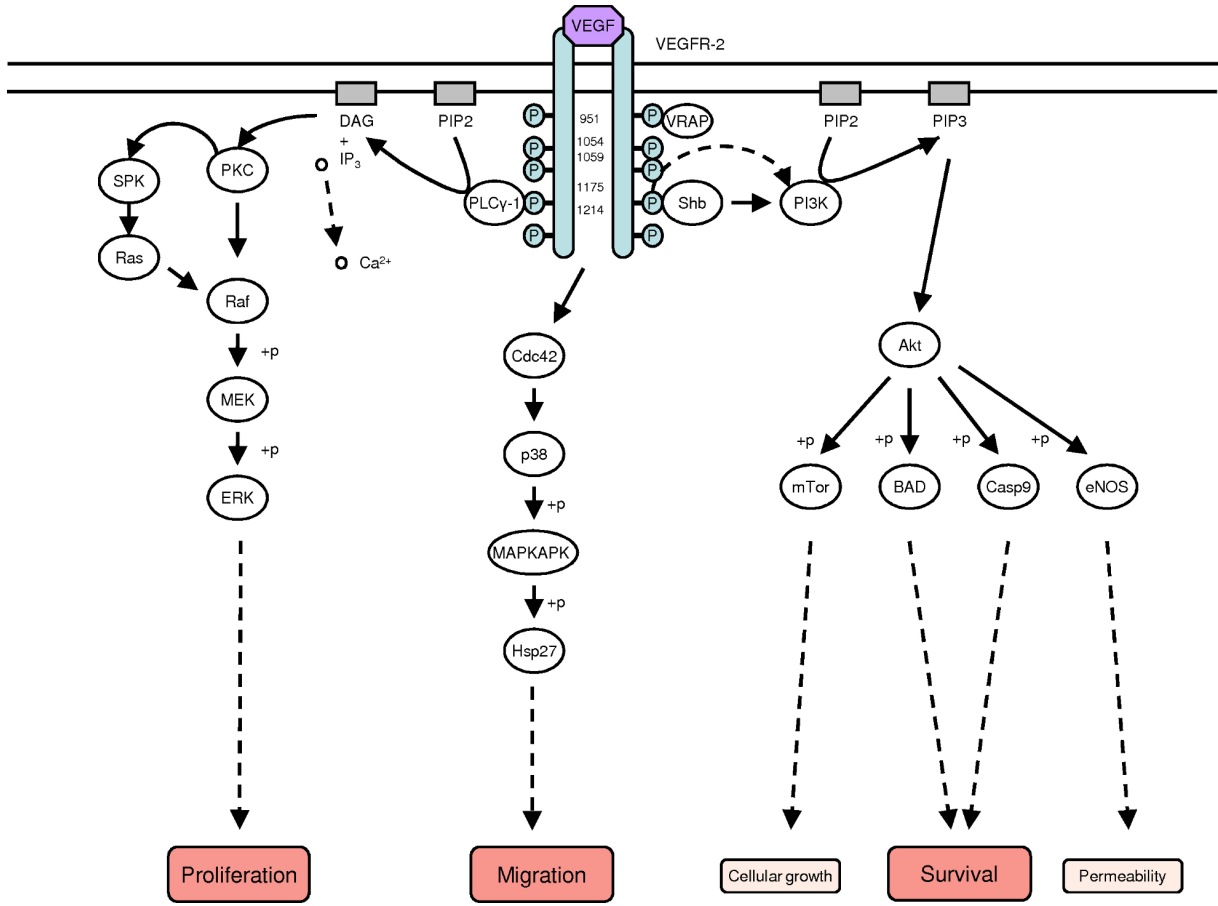 VEGF
VEGFR-2
DAG
+
IP3
PIP2
P
P
P
P
P
951
1054
1059
1175
1214
P
P
P
P
P
VRAP
PIP2
PIP3
SPK
PKC
PLCγ-1
Shb
PI3K
Ras
Ca2+
Raf
+p
MEK
+p
ERK
Cdc42
p38
+p
MAPKAPK
+p
Hsp27
Akt
+p
+p
+p
+p
mTor
BAD
Casp9
eNOS
Proliferation
Migration
Cellular growth
Survival
Permeability